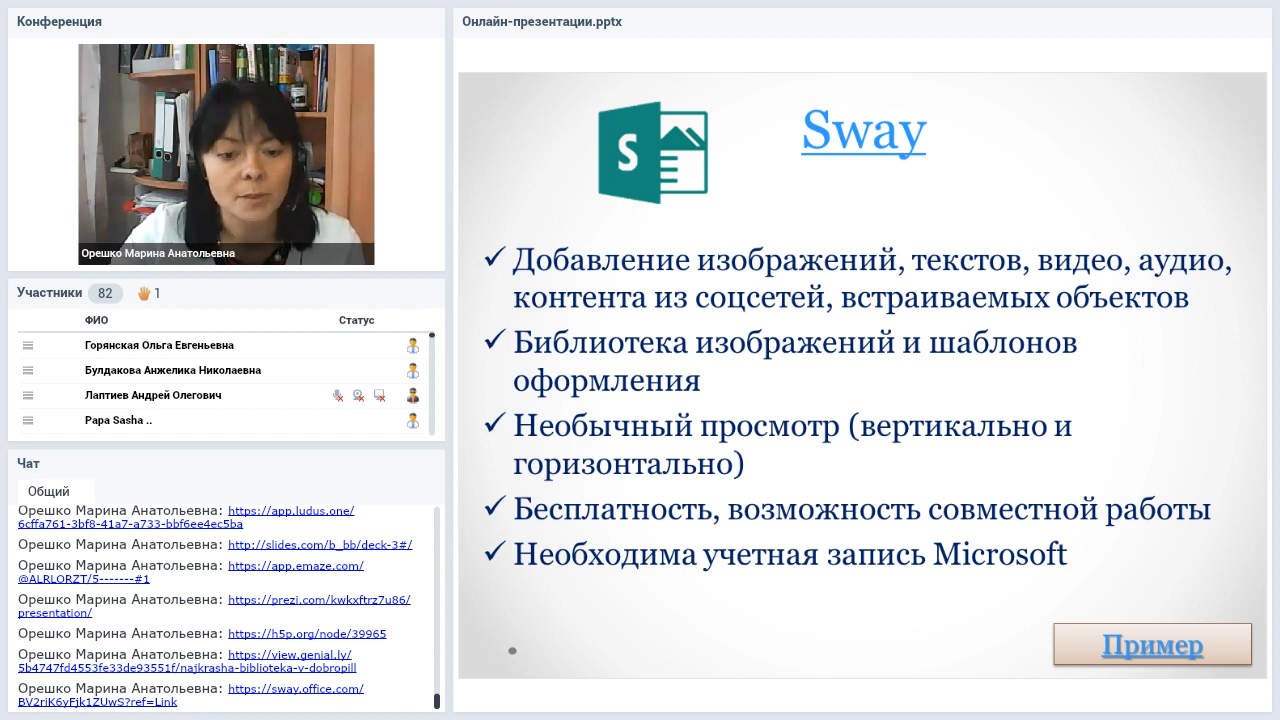 Конференция
Орешко Марина Анатольевна
Участники 82 1
ФИО Статус
Горянская Ольга Евгеньевна
Булдакова Анжелика Николаевна
Лаптиев Андрей Олегович
Papa Sasha ..
Чат
Общий
Орешко Марина Анатольевна: https://app.ludus.one/
6cffa761-3bf8-41a7-a733-bbf6ee4ec5ba
Орешко Марина Анатольевна: http://slides.com/b_bb/deck-3#/
Орешко Марина Анатольевна: https://app.emaze.com/
@ALRLORZT/5-------#1
Орешко Марина Анатольевна: https://prezi.com/kwkxftrz7u86/
presentation/
Орешко Марина Анатольевна: https://h5p.org/node/39965
Орешко Марина Анатольевна: https://view.genial.ly/
5b4747fd4553fe33de93551f/najkrasha-biblioteka-v-dobropill
Орешко Марина Анатольевна: https://sway.office.com/
BV2riK6yFjk1ZUwS?ref=Link
Онлайн-презентации.pptx
S
Sway
Добавление изображений, текстов, видео, аудио,
контента из соцсетей, встраиваемых объектов
Библиотека изображений и шаблонов
оформления
Необычный просмотр (вертикально и
горизонтально)
Бесплатность, возможность совместной работы
Необходима учетная запись Microsoft
Пример